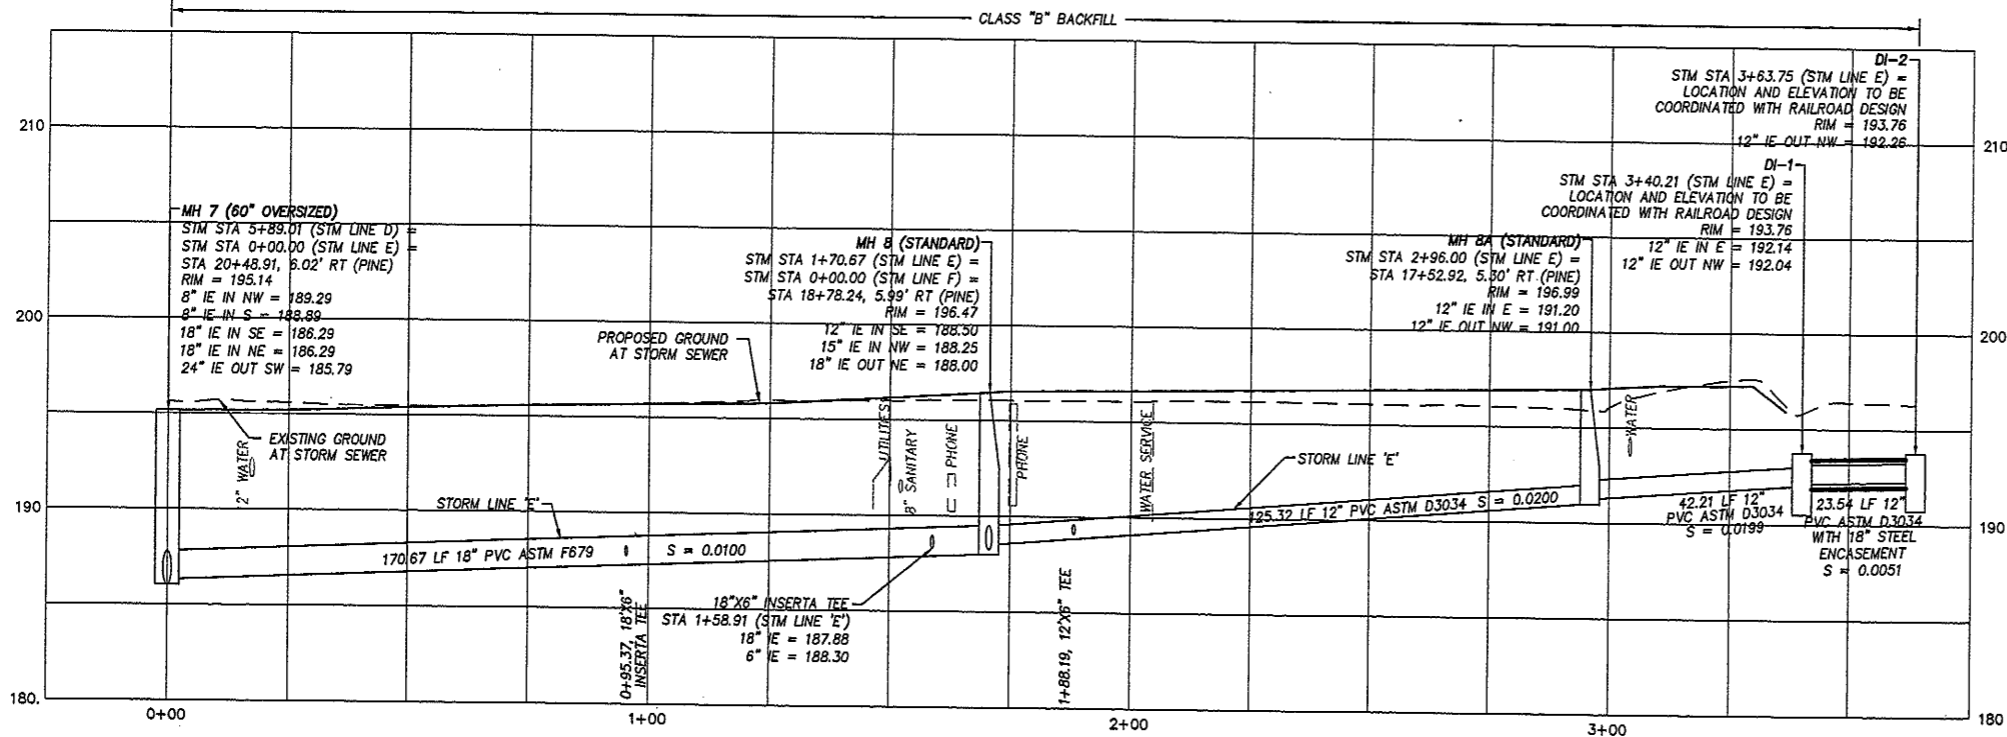 CLASS "B" BACKFILL
DI-2
STM STA 3+63.75 (STM LINE E) =
LOCATION AND ELEVATION TO BE
COORDINATED WITH RAILROAD DESIGN
RIM = 193.76
12" IE OUT NW = 192.26
210
210
DI-1
STM STA 3+40.21 (STM LINE E) =
LOCATION AND ELEVATION TO BE
COORDINATED WITH RAILROAD DESIGN
RIM = 193.76
12" IE IN E = 192.14
12" IE OUT NW = 192.04
MH 7 (60" OVERSIZED)
STM STA 5+89.01 (STM LINE D) =
STM STA 0+00.00 (STM LINE E) =
STA 20+48.91, 6.02' RT (PINE)
RIM = 195.14
8" IE IN NW = 189.29
8" IE IN S = 188.89
18" IE IN SE = 186.29
18" IE IN NE = 186.29
24" IE OUT SW = 185.79
MH 8 (STANDARD)
STM STA 1+70.67 (STM LINE E) =
STM STA 0+00.00 (STM LINE F) =
STA 18+78.24, 5.99' RT (PINE)
RIM = 196.47
12" IE IN SE = 188.50
15" IE IN NW = 188.25
18" IE OUT NE = 188.00
MH 8A (STANDARD)
STM STA 2+96.00 (STM LINE E) =
STA 17+52.92, 5.30' RT (PINE)
RIM = 196.99
12" IE IN E = 191.20
12" IE OUT NW = 191.00
200
200
PROPOSED GROUND
AT STORM SEWER
EXISTING GROUND
AT STORM SEWER
2" WATER
UTILITIES
8" SANITARY
PHONE
PHONE
WATER SERVICE
WATER
STORM LINE 'E'
STORM LINE 'E'
190
190
170.67 LF 18" PVC ASTM F679
S = 0.0100
125.32 LF 12" PVC ASTM D3034 S = 0.0200
42.21 LF 12"
PVC ASTM D3034
S = 0.0199
23.54 LF 12"
PVC ASTM D3034
WITH 18" STEEL
ENCASEMENT
S = 0.0051
0+95.37, 18"X6"
INSERTA TEE
18"X6" INSERTA TEE
STA 1+58.91 (STM LINE 'E')
18" IE = 187.88
6" IE = 188.30
1+88.19, 12"X6" TEE
180.
180
0+00
1+00
2+00
3+00